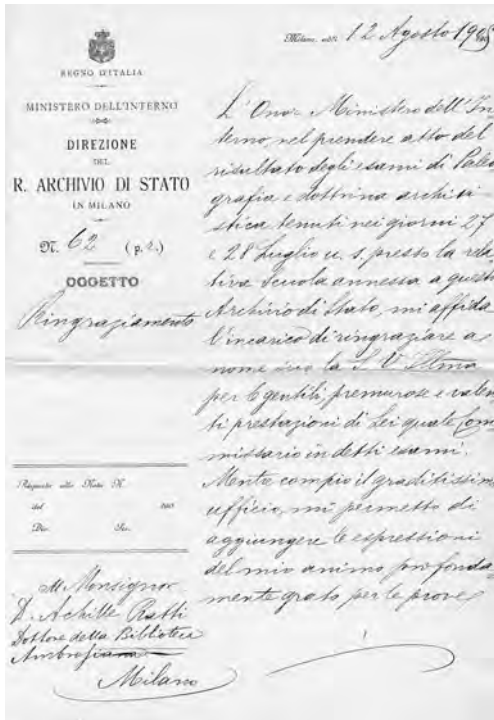 REGNO D'ITALIA
MINISTERO DELL'INTERNO
DIREZIONE
DEL
R. ARCHIVIO DI STATO
IN MILANO
N. 62 (p. r.)
OGGETTO
Ringraziamento
Risposta alla Nota N.
del 190
Div. Sez.
M. Monsignor
D. Achille Ratti
Dottore della Biblioteca
Ambrosiana
Milano
Milano, addì 12 Agosto 190
L'Onor. Ministero dell'In
terno, nel prendere atto del
risultato degli esami di Paleo
grafia e dottrina archivi
stica tenuti nei giorni 27
e 28 Luglio u. s. presso la rela
tiva Scuola annessa a questo
Archivio di Stato, mi affida
l'incarico di ringraziare a
nome suo la S. V. Illma
per le gentili, premurose e valen
ti prestazioni di Lei quale Com
missario in detti esami.
Mentre compio il graditissimo
ufficio, mi permetto di
aggiungere le espressioni
del mio animo profonda
mente grato per le prove